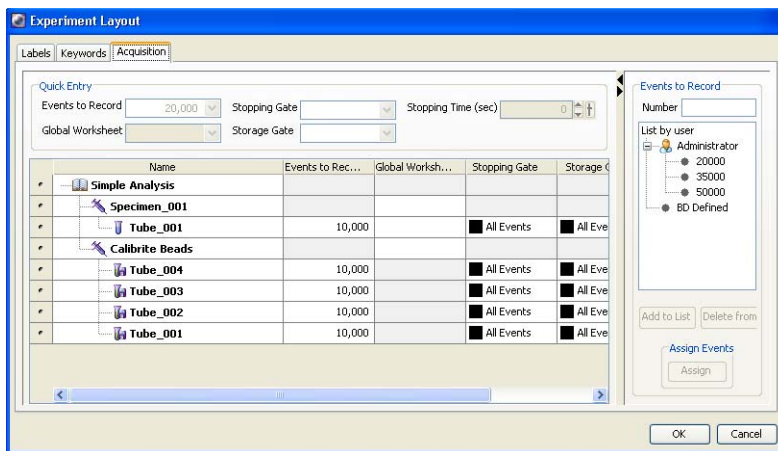 Experiment Layout
Labels Keywords Acquisition
Quick Entry
Events to Record 20,000 Stopping Gate Stopping Time (sec) 0
Global Worksheet Storage Gate
Name Events to Rec... Global Worksh... Stopping Gate Storage G
Simple Analysis
Specimen_001
Tube_001 10,000 All Events All Eve
Calibrite Beads
Tube_004 10,000 All Events All Eve
Tube_003 10,000 All Events All Eve
Tube_002 10,000 All Events All Eve
Tube_001 10,000 All Events All Eve
Events to Record
Number
List by user
Administrator
20000
35000
50000
BD Defined
Add to List Delete from
Assign Events
Assign
OK Cancel